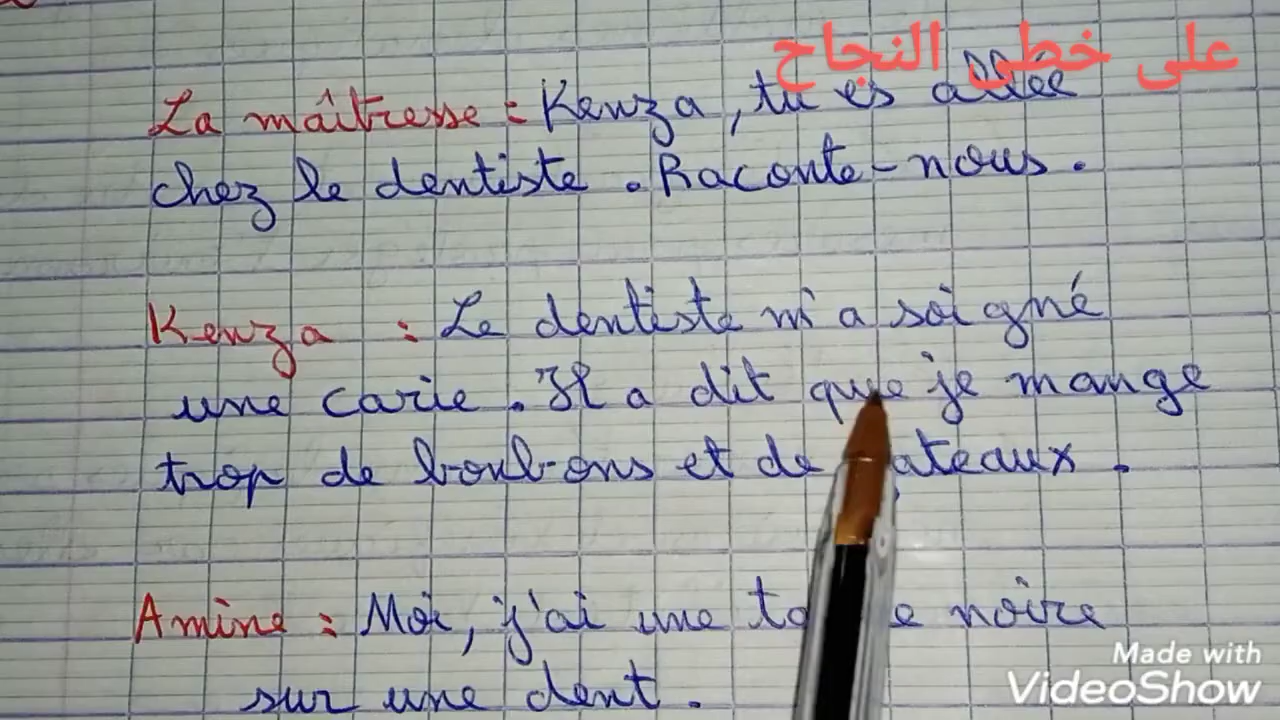 على خطى النجاح
La maîtresse : Kenza, tu es allée
chez le dentiste. Raconte-nous.
Kenza : Le dentiste m'a soigné
une carie. Il a dit que je mange
trop de bonbons et de gateaux.
Amine : Moi, j'ai une noire
sur une dent.
Made with
VideoShow